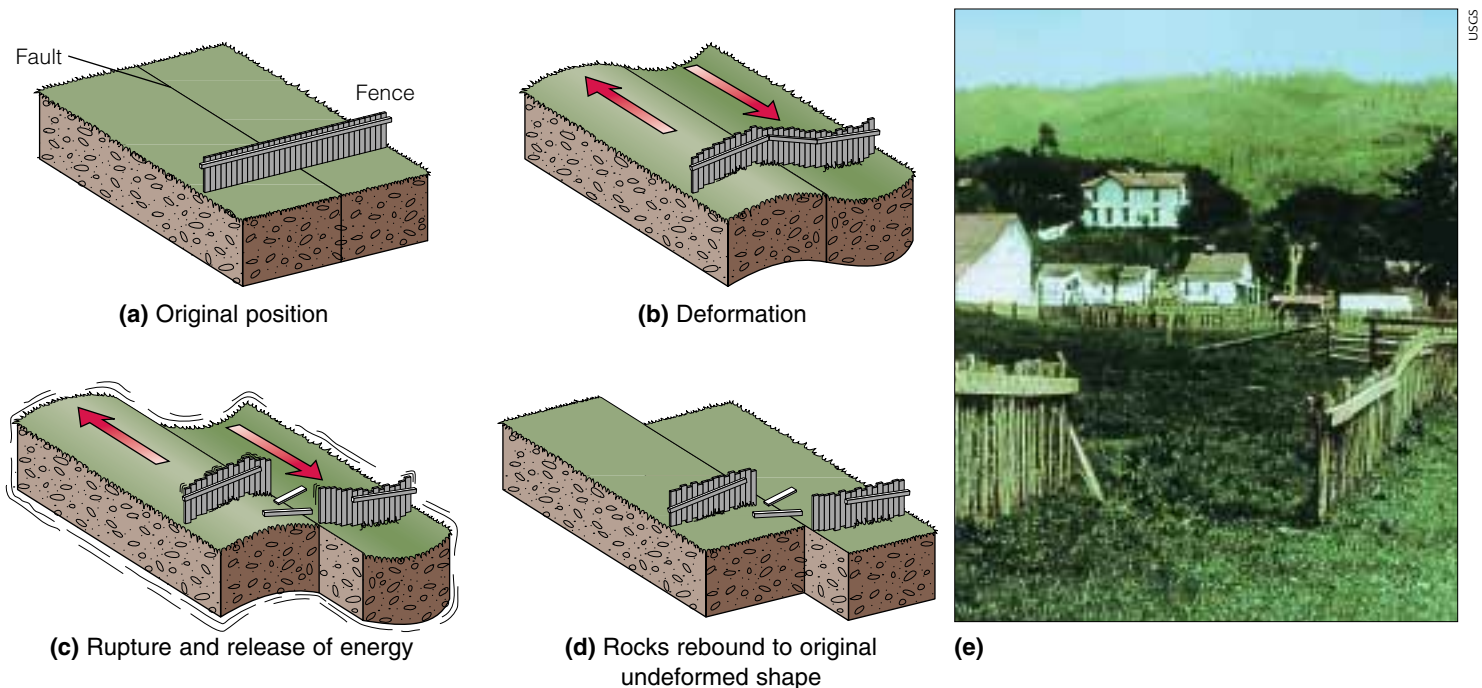 Fault
Fence
(a) Original position
(b) Deformation
(c) Rupture and release of energy
(d) Rocks rebound to original
undeformed shape
(e)
USGS